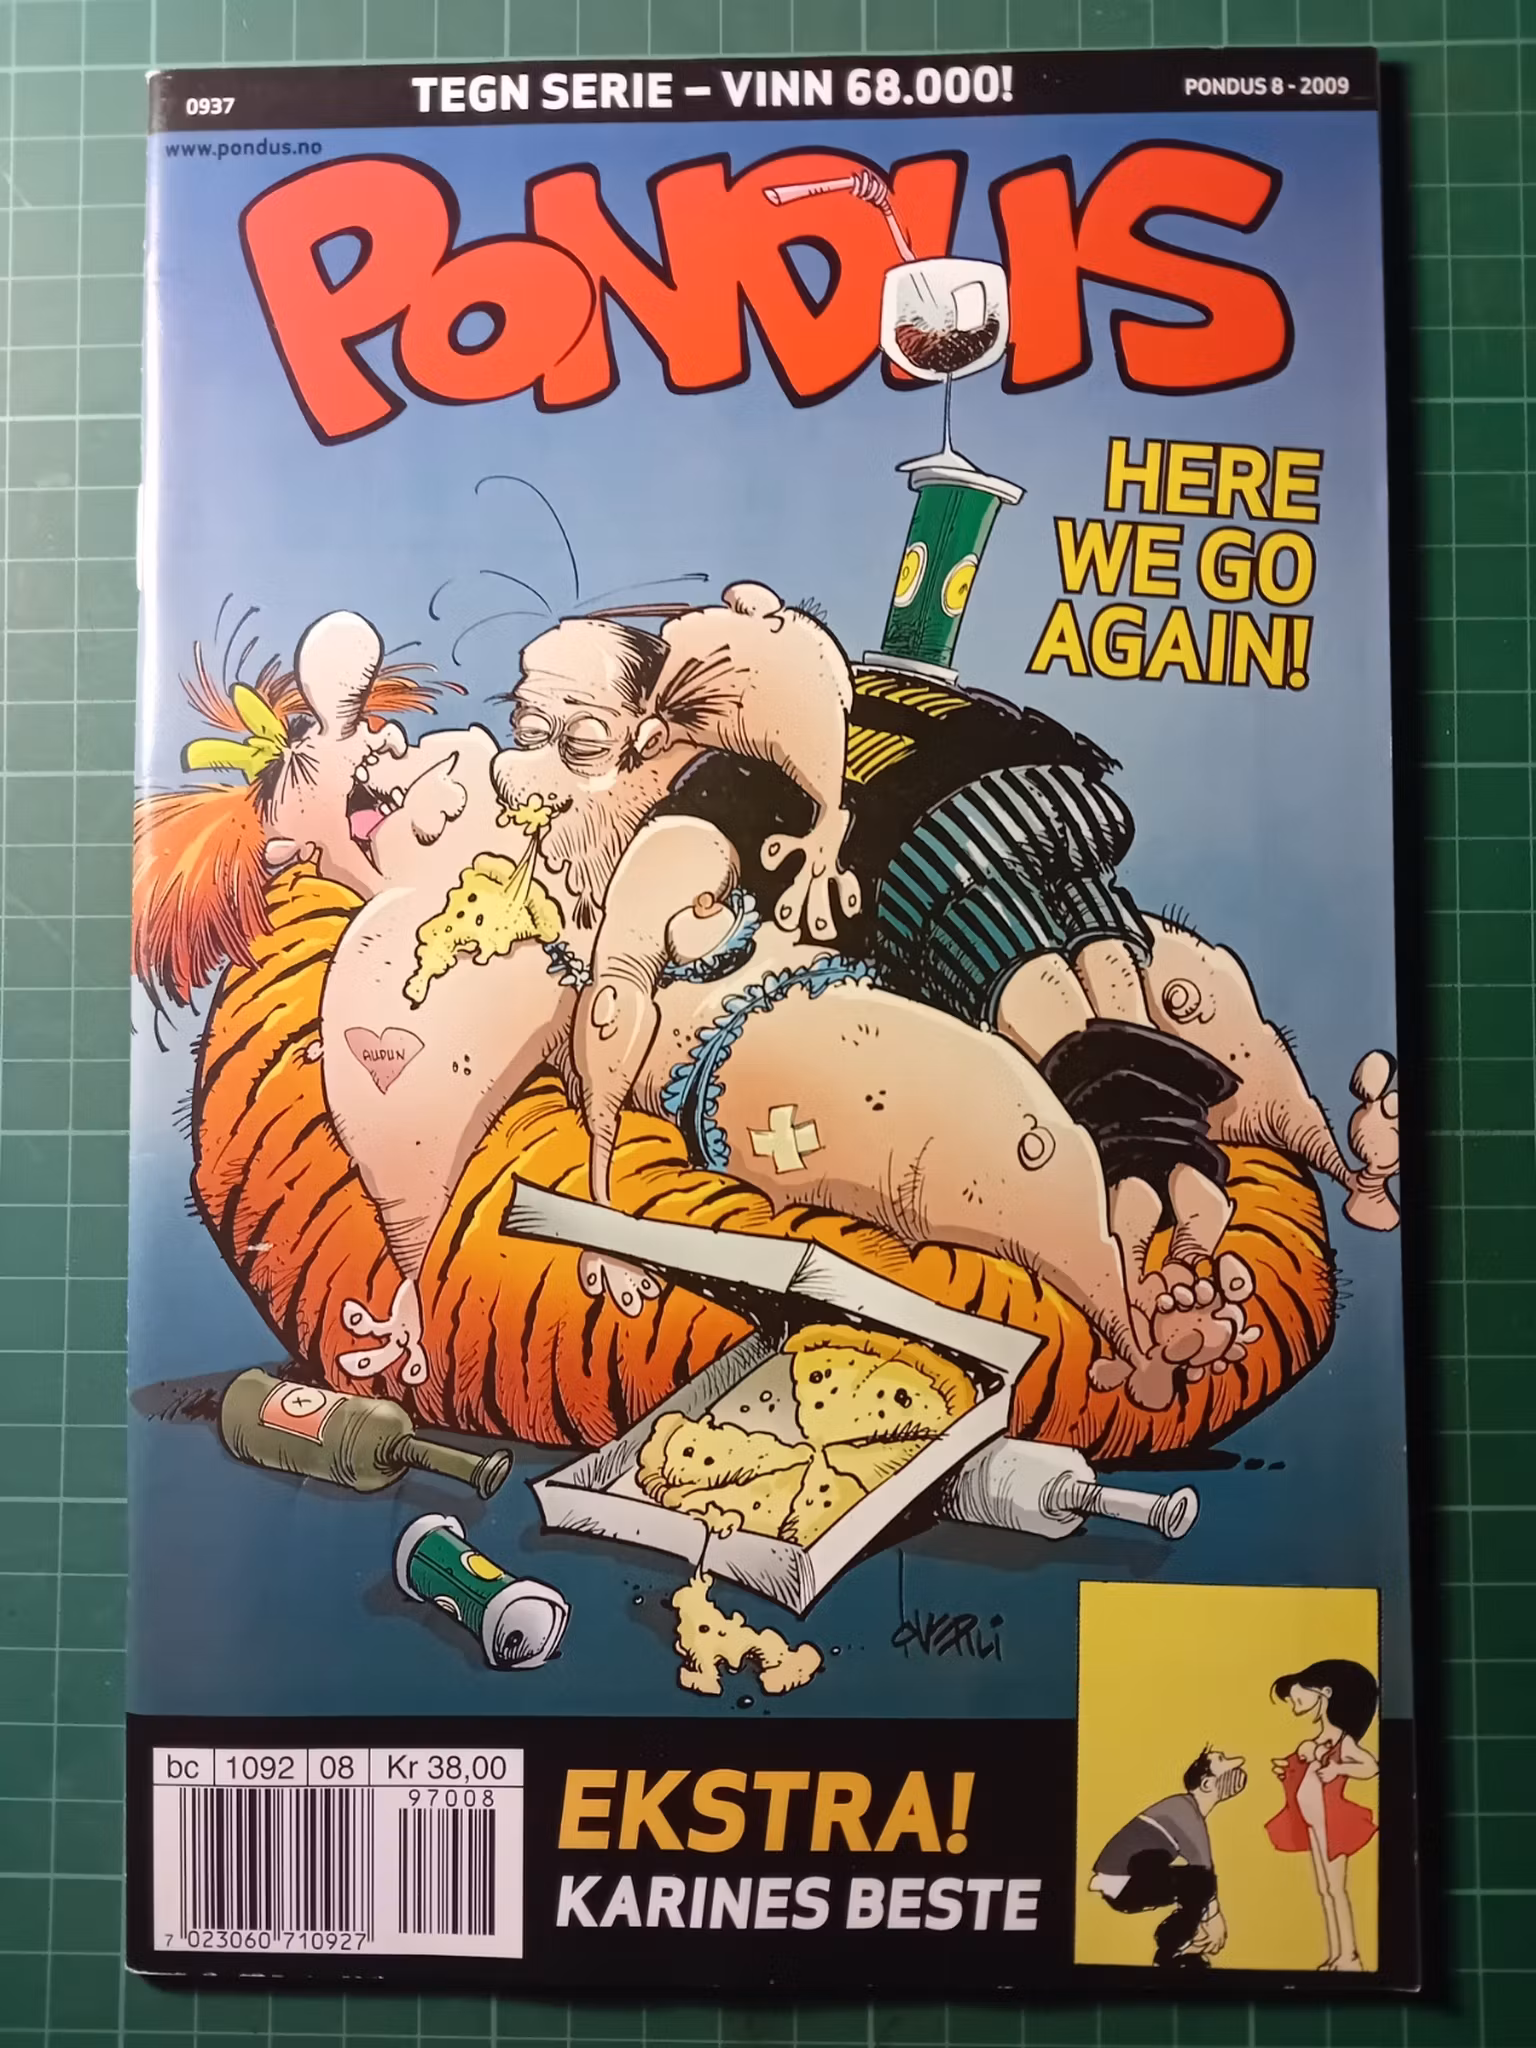 0937
TEGN SERIE – VINN 68.000!
PONDUS 8 - 2009
www.pondus.no
PONDUS
HERE
WE GO
AGAIN!
AUDUN
X
ØVERLI
bc 1092 08 Kr 38,00
97008
7 023060 710927
EKSTRA!
KARINES BESTE